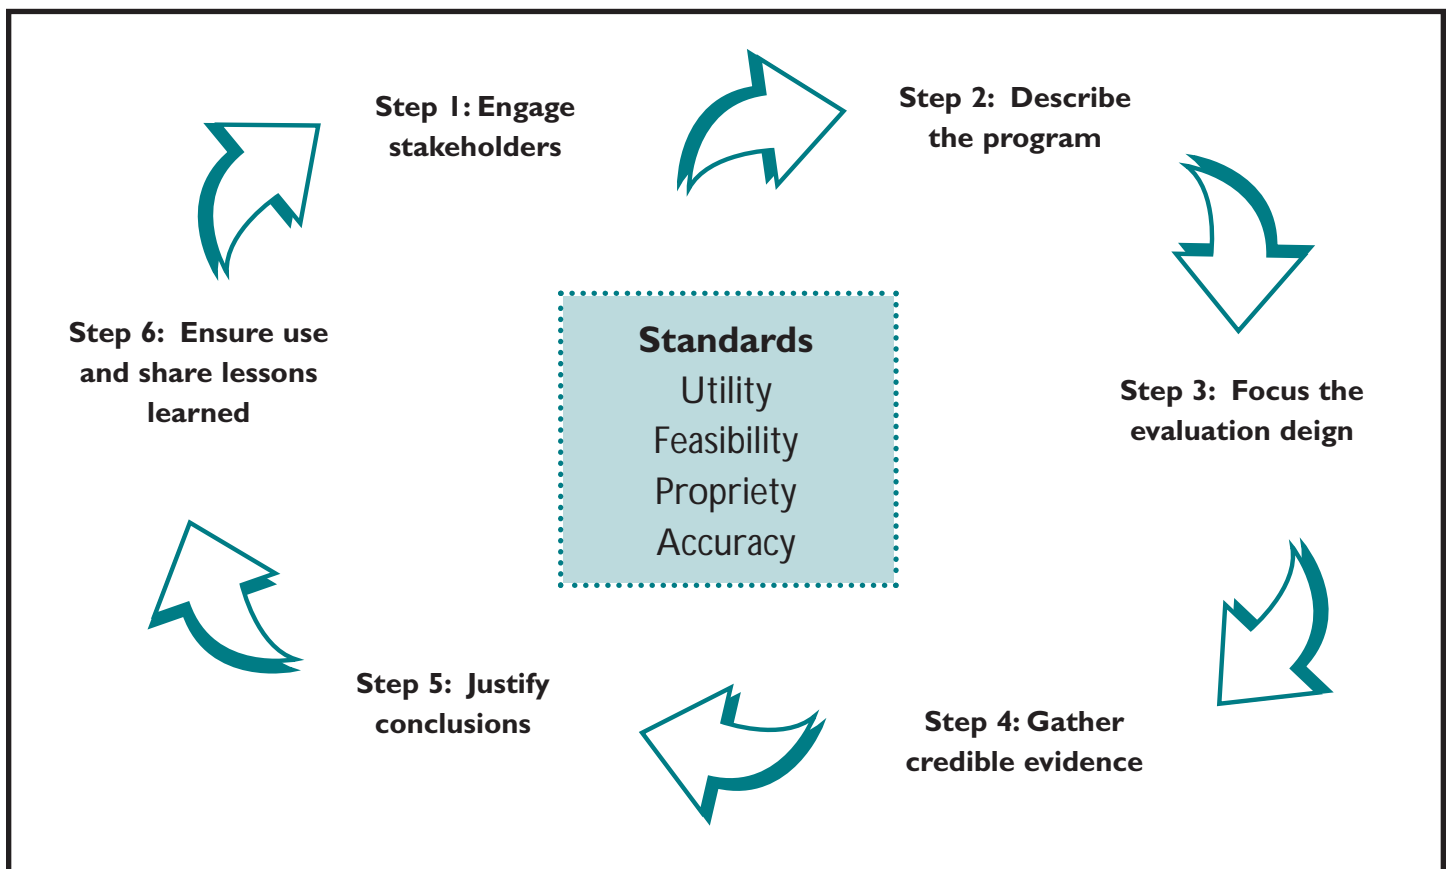 Step 1: Engage
stakeholders
Step 2: Describe
the program
Step 3: Focus the
evaluation deign
Step 4: Gather
credible evidence
Step 5: Justify
conclusions
Step 6: Ensure use
and share lessons
learned
Standards
Utility
Feasibility
Propriety
Accuracy